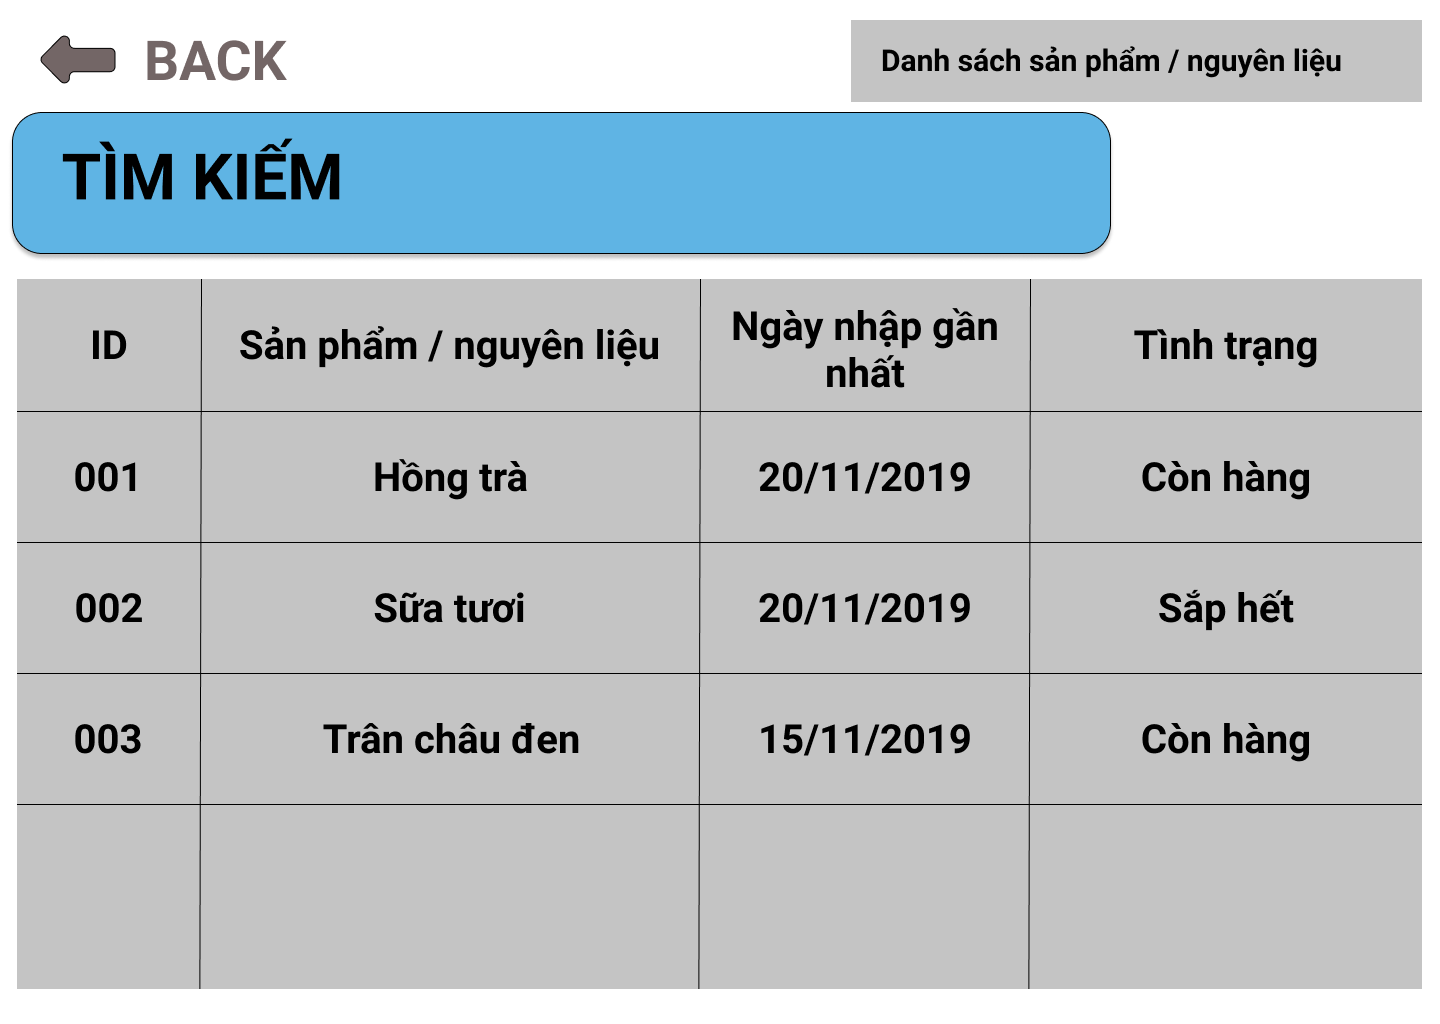 BACK
Danh sách sản phẩm / nguyên liệu
TÌM KIẾM
ID
Sản phẩm / nguyên liệu
Ngày nhập gần
nhất
Tình trạng
001
Hồng trà
20/11/2019
Còn hàng
002
Sữa tươi
20/11/2019
Sắp hết
003
Trân châu đen
15/11/2019
Còn hàng